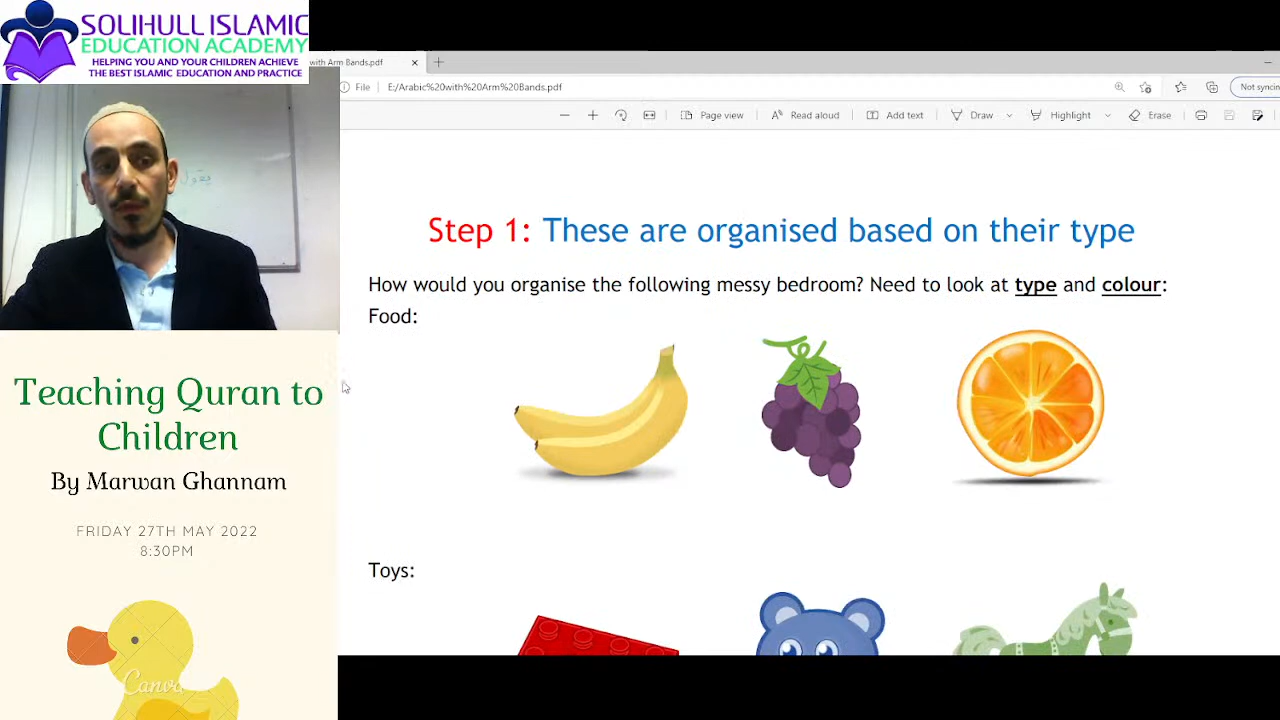 SOLIHULL ISLAMIC
EDUCATION ACADEMY
HELPING YOU AND YOUR CHILDREN ACHIEVE
THE BEST ISLAMIC EDUCATION AND PRACTICE
with Arm Bands.pdf
File
E:/Arabic%20with%20Arm%20Bands.pdf
Not syncin
Page view
Read aloud
Add text
Draw
Highlight
Erase
يقول
Step 1: These are organised based on their type
How would you organise the following messy bedroom? Need to look at type and colour:
Food:
Toys:
Teaching Quran to
Children
By Marwan Ghannam
FRIDAY 27TH MAY 2022
8:30PM
Canva